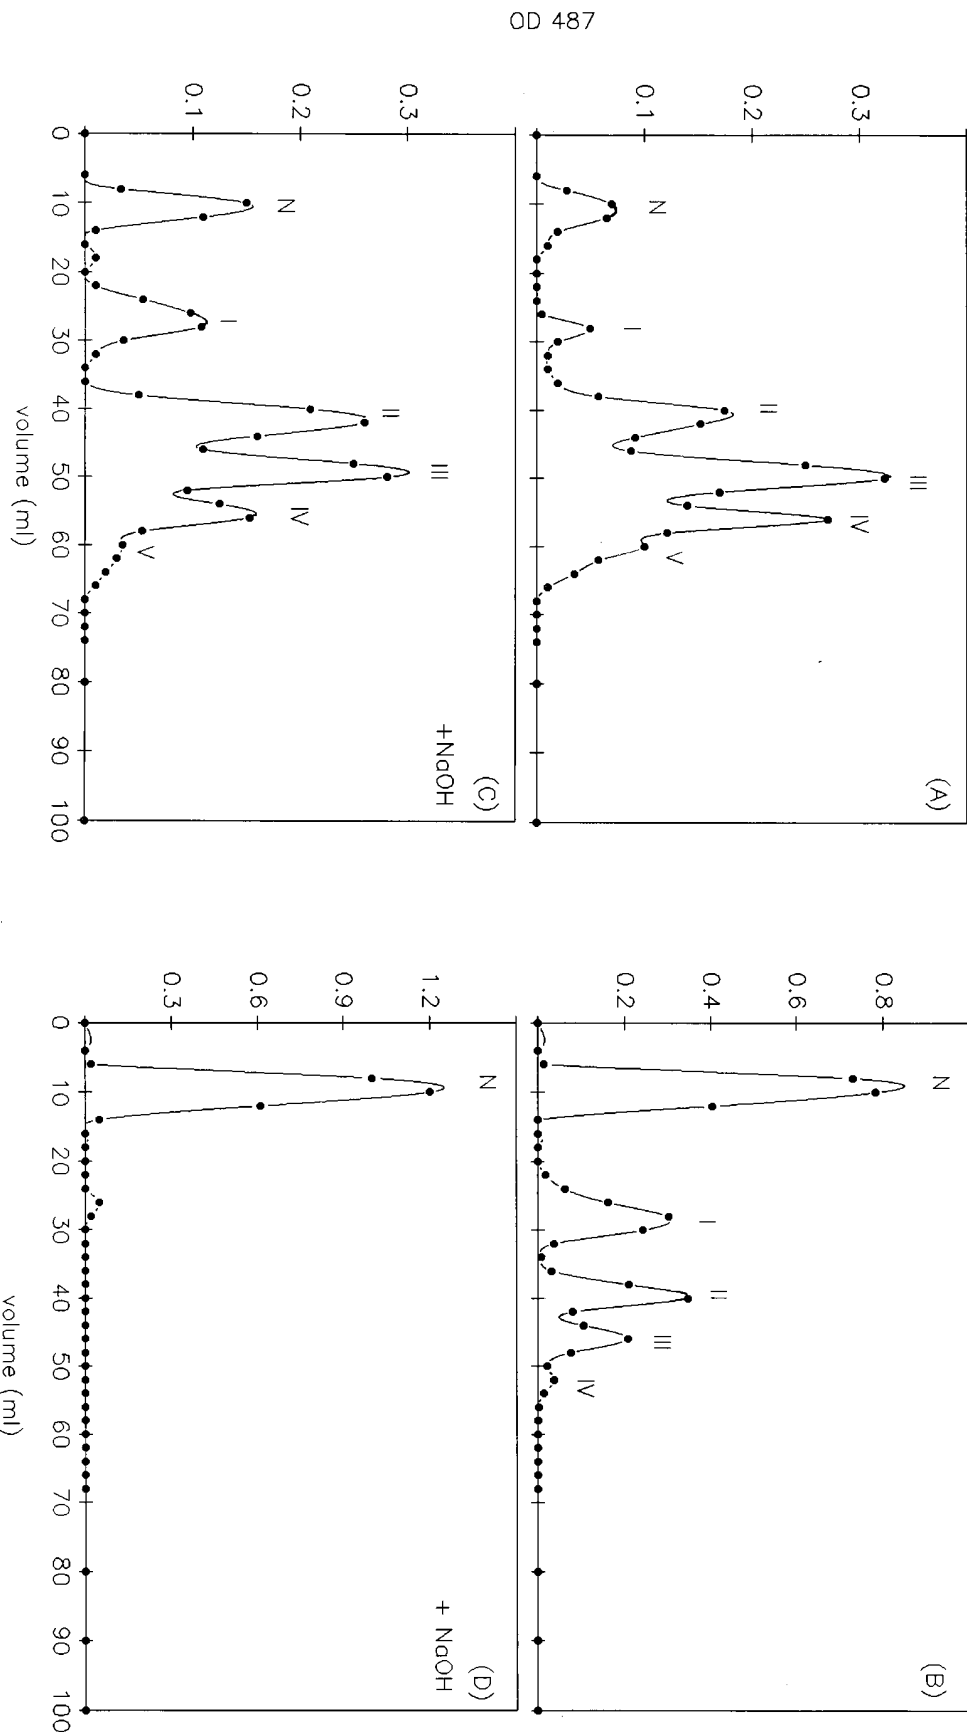 OD 487
(A)
0.3
0.2
0.1
N
I
II
III
IV
V
(B)
0.8
0.6
0.4
0.2
N
I
II
III
IV
(C)
+NaOH
0.3
0.2
0.1
N
I
II
III
IV
V
0 10 20 30 40 50 60 70 80 90 100
volume (ml)
(D)
+ NaOH
1.2
0.9
0.6
0.3
N
0 10 20 30 40 50 60 70 80 90 100
volume (ml)